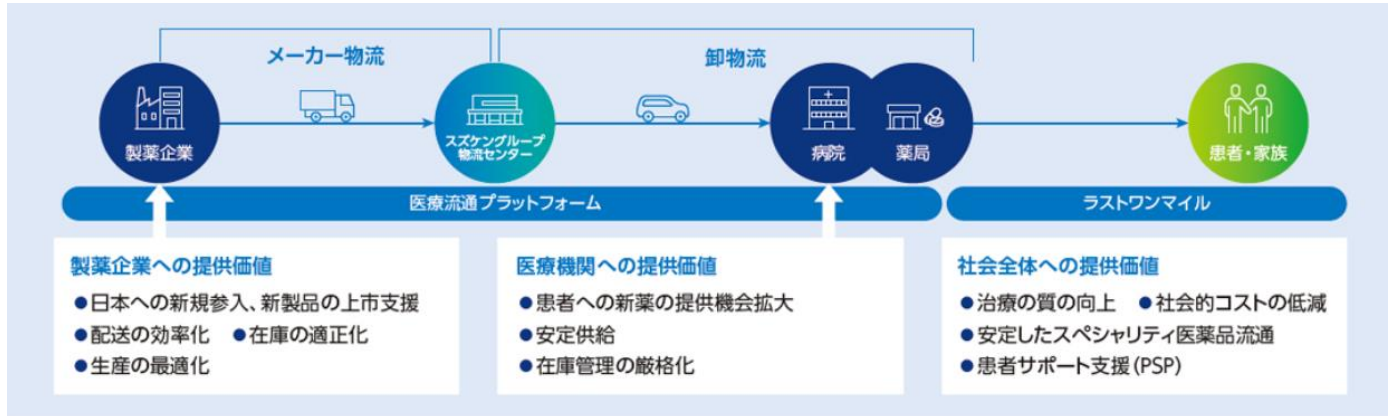 メーカー物流
卸物流
製薬企業
スズケングループ
物流センター
病院
薬局
患者・家族
医療流通プラットフォーム
ラストワンマイル
製薬企業への提供価値
●日本への新規参入、新製品の上市支援
●配送の効率化 ●在庫の適正化
●生産の最適化
医療機関への提供価値
●患者への新薬の提供機会拡大
●安定供給
●在庫管理の厳格化
社会全体への提供価値
●治療の質の向上 ●社会的コストの低減
●安定したスペシャリティ医薬品流通
●患者サポート支援(PSP)